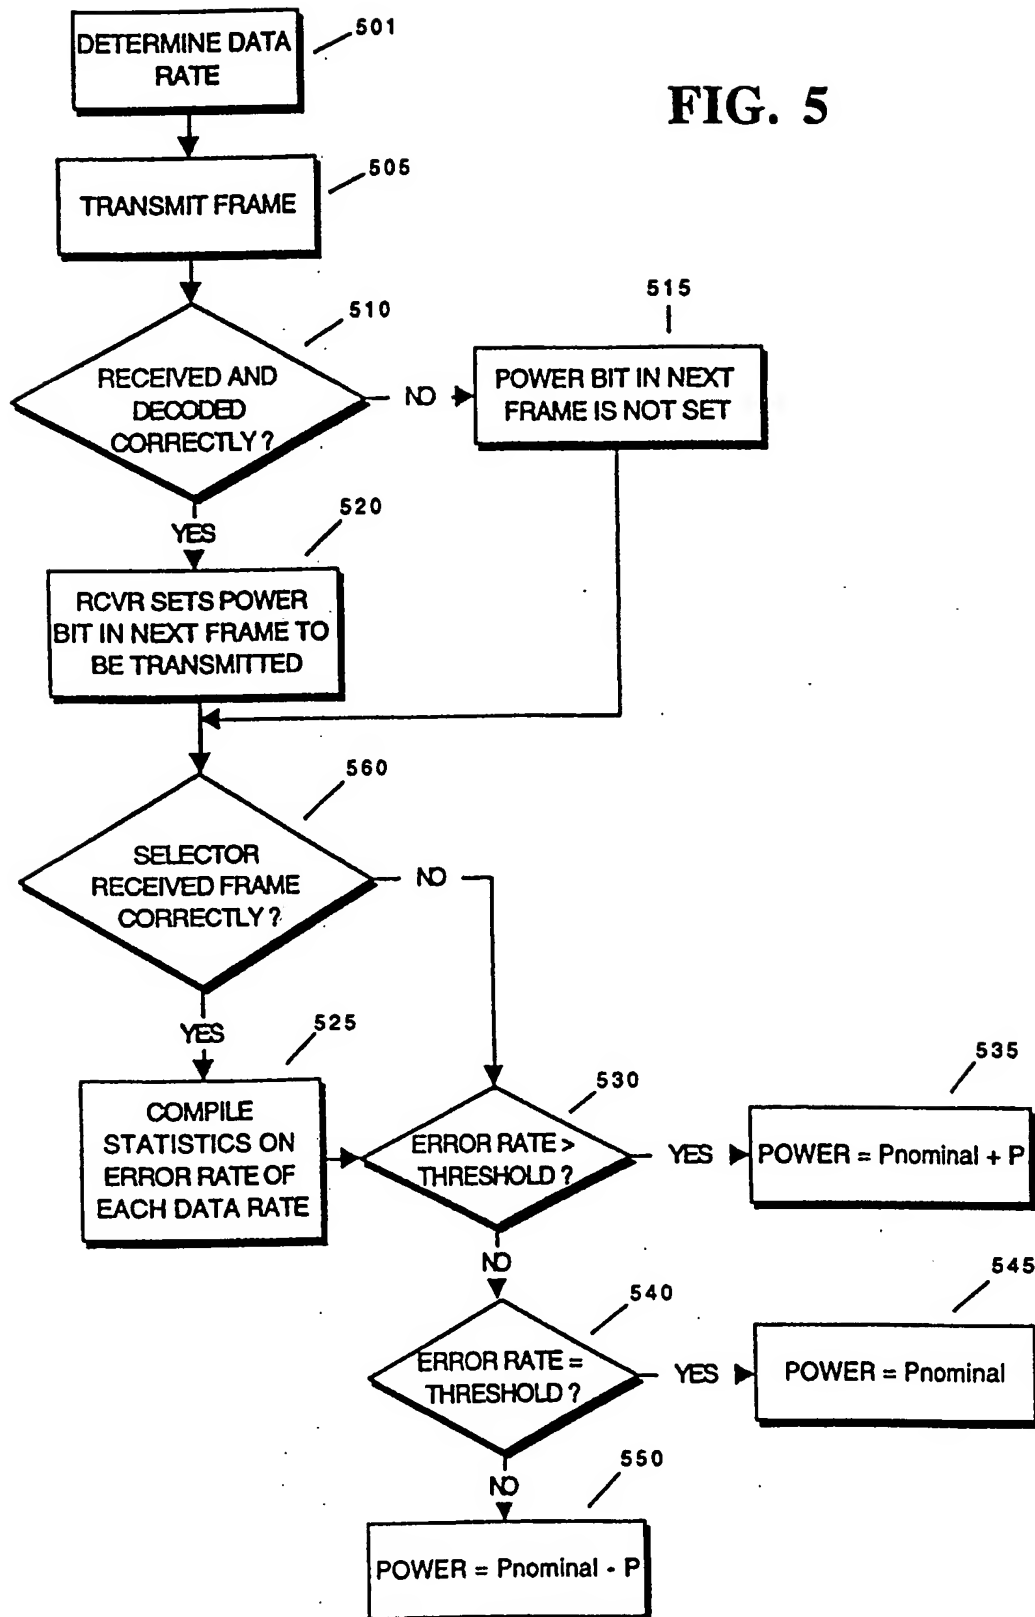 501
DETERMINE DATA
RATE
FIG. 5
505
TRANSMIT FRAME
510
RECEIVED AND
DECODED
CORRECTLY ?
NO
515
POWER BIT IN NEXT
FRAME IS NOT SET
YES
520
RCVR SETS POWER
BIT IN NEXT FRAME TO
BE TRANSMITTED
560
SELECTOR
RECEIVED FRAME
CORRECTLY ?
NO
YES
525
COMPILE
STATISTICS ON
ERROR RATE OF
EACH DATA RATE
530
ERROR RATE >
THRESHOLD ?
YES
535
POWER = Pnominal + P
NO
540
ERROR RATE =
THRESHOLD ?
YES
545
POWER = Pnominal
NO
550
POWER = Pnominal - P